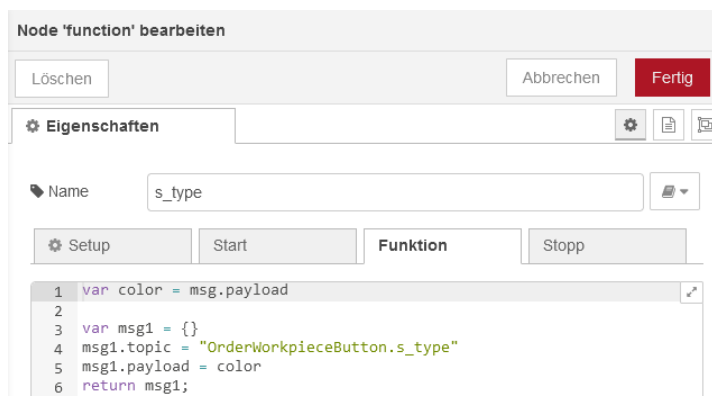 Node 'function' bearbeiten
Löschen Abbrechen Fertig
Eigenschaften
Name s_type
Setup Start Funktion Stopp
1 var color = msg.payload
2
3 var msg1 = {}
4 msg1.topic = "OrderWorkpieceButton.s_type"
5 msg1.payload = color
6 return msg1;